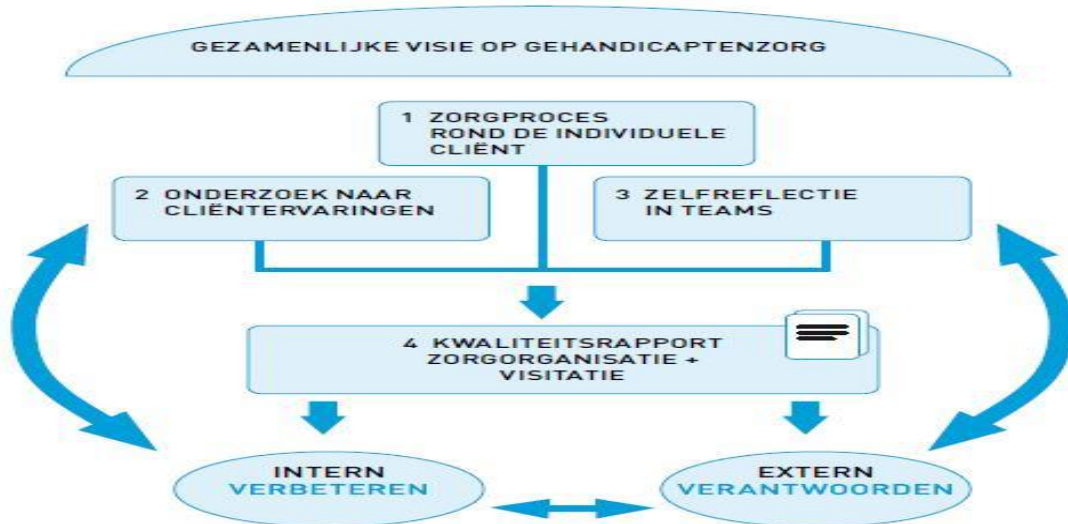 GEZAMENLIJKE VISIE OP GEHANDICAPTENZORG
1 ZORGPROCES
ROND DE INDIVIDUELE
CLIËNT
2 ONDERZOEK NAAR
CLIËNTERVARINGEN
3 ZELFREFLECTIE
IN TEAMS
4 KWALITEITSRAPPORT
ZORGORGANISATIE +
VISITATIE
INTERN
VERBETEREN
EXTERN
VERANTWOORDEN